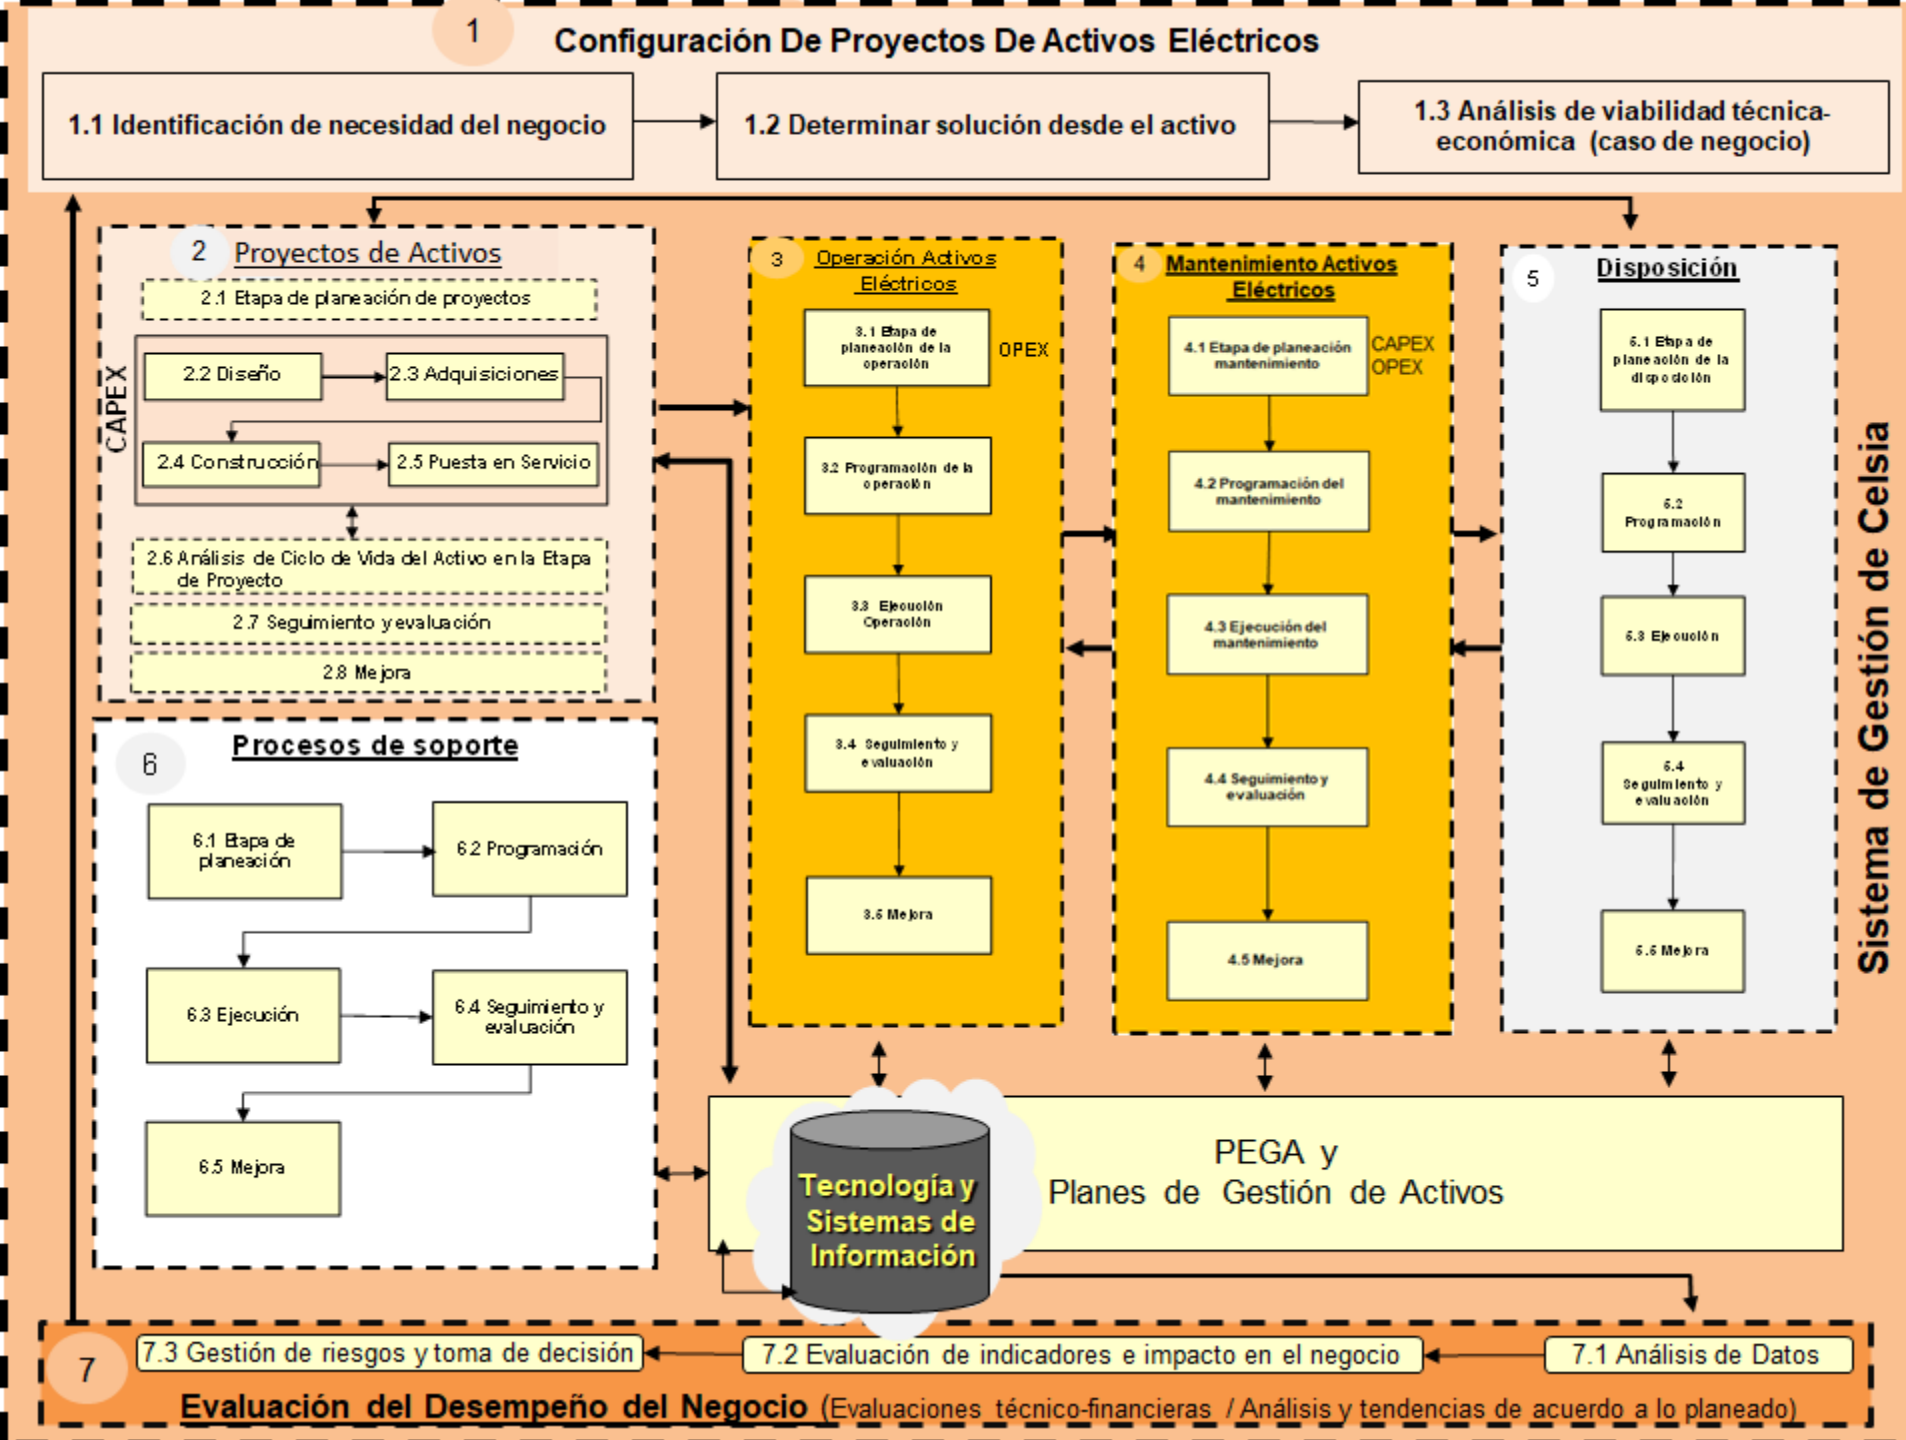 1
Configuración De Proyectos De Activos Eléctricos
1.1 Identificación de necesidad del negocio
1.2 Determinar solución desde el activo
1.3 Análisis de viabilidad técnica-
económica (caso de negocio)
2
Proyectos de Activos
2.1 Etapa de planeación de proyectos
CAPEX
2.2 Diseño
2.3 Adquisiciones
2.4 Construcción
2.5 Puesta en Servicio
2.6 Análisis de Ciclo de Vida del Activo en la Etapa
de Proyecto
2.7 Seguimiento y evaluación
2.8 Mejora
3
Operación Activos
Eléctricos
3.1 Etapa de
planeación de la
operación
OPEX
3.2 Programación de la
operación
3.3 Ejecución
Operación
3.4 Seguimiento y
evaluación
3.5 Mejora
4
Mantenimiento Activos
Eléctricos
4.1 Etapa de planeación
mantenimiento
CAPEX
OPEX
4.2 Programación del
mantenimiento
4.3 Ejecución del
mantenimiento
4.4 Seguimiento y
evaluación
4.5 Mejora
5
Disposición
5.1 Etapa de
planeación de la
disposición
5.2
Programación
5.3 Ejecución
5.4
Seguimiento y
evaluación
5.5 Mejora
Sistema de Gestión de Celsia
6
Procesos de soporte
6.1 Etapa de
planeación
6.2 Programación
6.3 Ejecución
6.4 Seguimiento y
evaluación
6.5 Mejora
Tecnología y
Sistemas de
Información
PEGA y
Planes de Gestión de Activos
7
7.3 Gestión de riesgos y toma de decisión
7.2 Evaluación de indicadores e impacto en el negocio
7.1 Análisis de Datos
Evaluación del Desempeño del Negocio (Evaluaciones técnico-financieras / Análisis y tendencias de acuerdo a lo planeado)